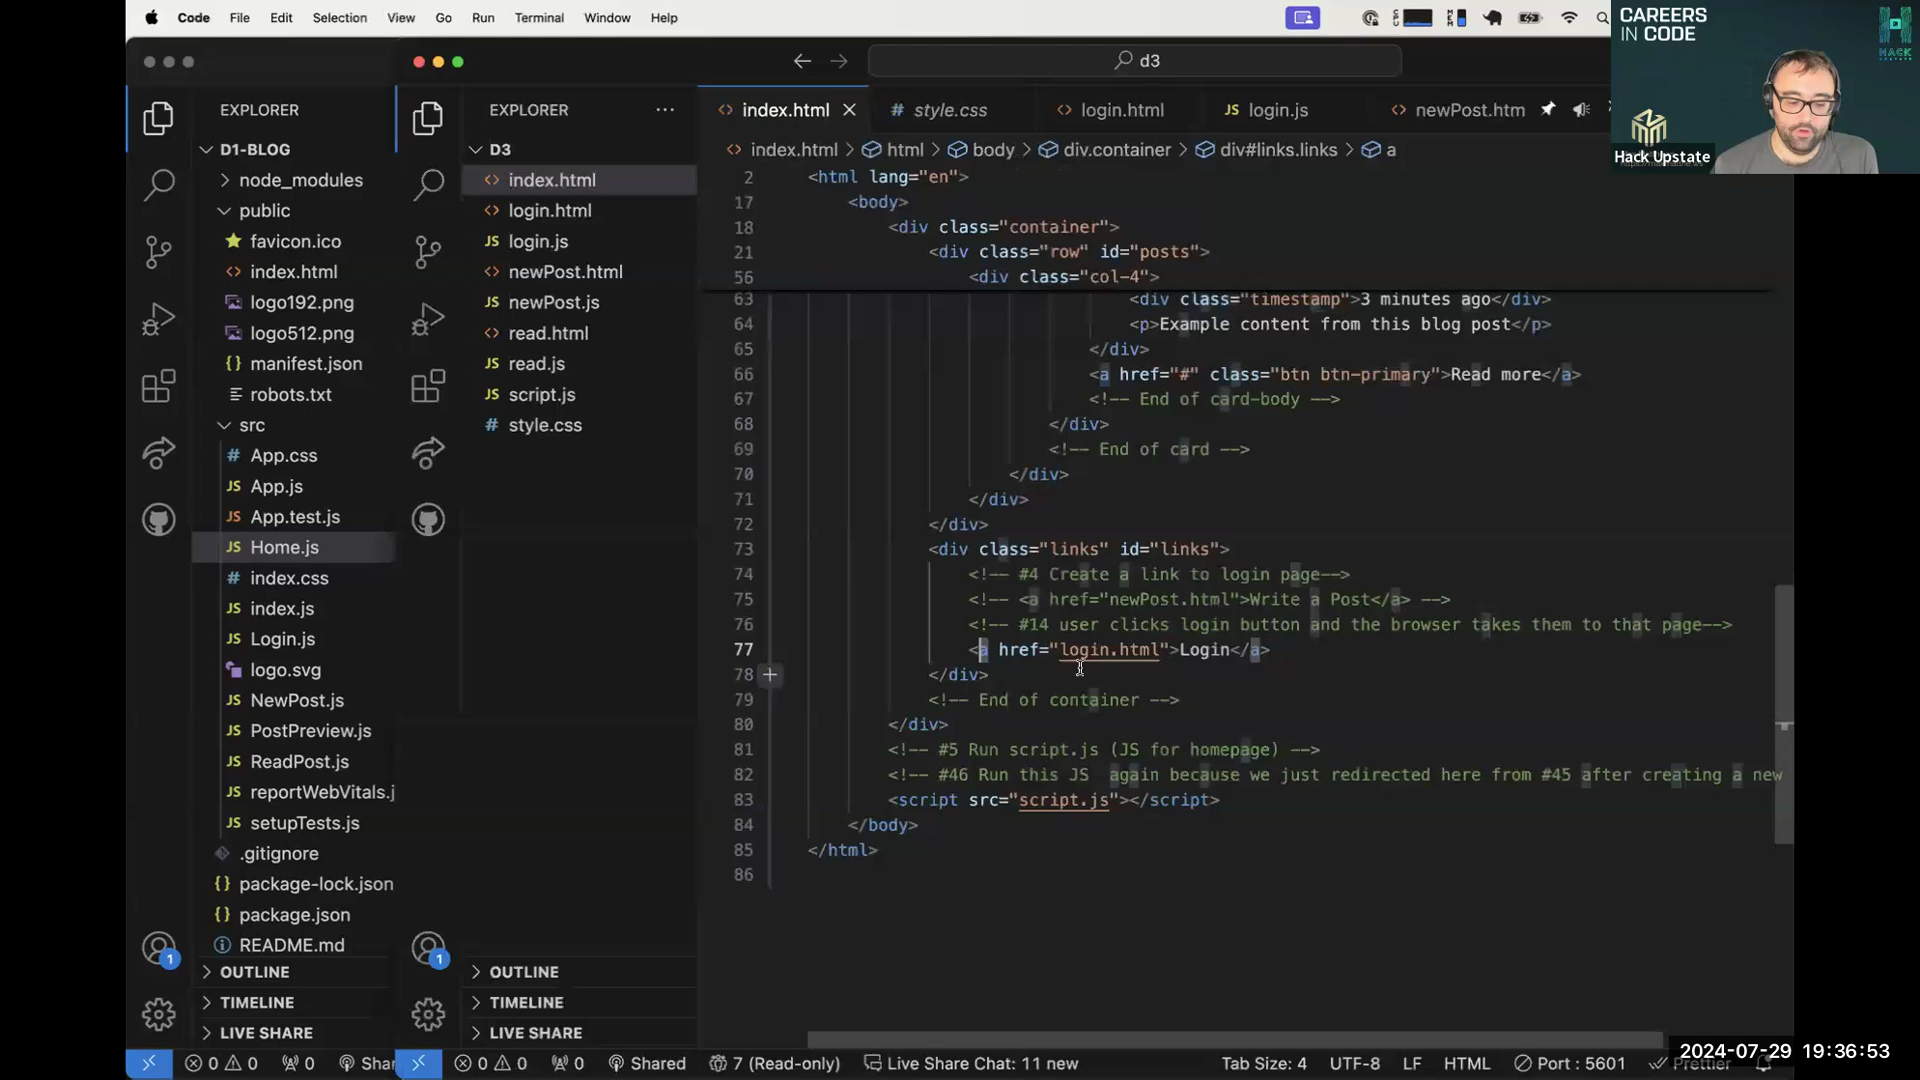 Code File Edit Selection View Go Run Terminal Window Help
CAREERS
IN CODE
HACK
UPSTATE
Hack Upstate
d3
EXPLORER
D1-BLOG
node_modules
public
favicon.ico
index.html
logo192.png
logo512.png
manifest.json
robots.txt
src
App.css
App.js
App.test.js
Home.js
index.css
index.js
Login.js
logo.svg
NewPost.js
PostPreview.js
ReadPost.js
reportWebVitals.j
setupTests.js
.gitignore
package-lock.json
package.json
README.md
OUTLINE
TIMELINE
LIVE SHARE
1
EXPLORER
D3
index.html
login.html
login.js
newPost.html
newPost.js
read.html
read.js
script.js
style.css
OUTLINE
TIMELINE
LIVE SHARE
1
index.html style.css login.html login.js newPost.htm
index.html > html > body > div.container > div#links.links > a
2 <html lang="en">
17 <body>
18 <div class="container">
21 <div class="row" id="posts">
56 <div class="col-4">
63 <div class="timestamp">3 minutes ago</div>
64 <p>Example content from this blog post</p>
65 </div>
66 <a href="#" class="btn btn-primary">Read more</a>
67 <!-- End of card-body -->
68 </div>
69 <!-- End of card -->
70 </div>
71 </div>
72 </div>
73 <div class="links" id="links">
74 <!-- #4 Create a link to login page-->
75 <!-- <a href="newPost.html">Write a Post</a> -->
76 <!-- #14 user clicks login button and the browser takes them to that page-->
77 <a href="login.html">Login</a>
78 </div>
79 <!-- End of container -->
80 </div>
81 <!-- #5 Run script.js (JS for homepage) -->
82 <!-- #46 Run this JS  again because we just redirected here from #45 after creating a new
83 <script src="script.js"></script>
84 </body>
85 </html>
86
0 0 0 Shar
0 0 0 Shared 7 (Read-only) Live Share Chat: 11 new Tab Size: 4 UTF-8 LF HTML Port : 5601 Prettier
2024-07-29 19:36:53